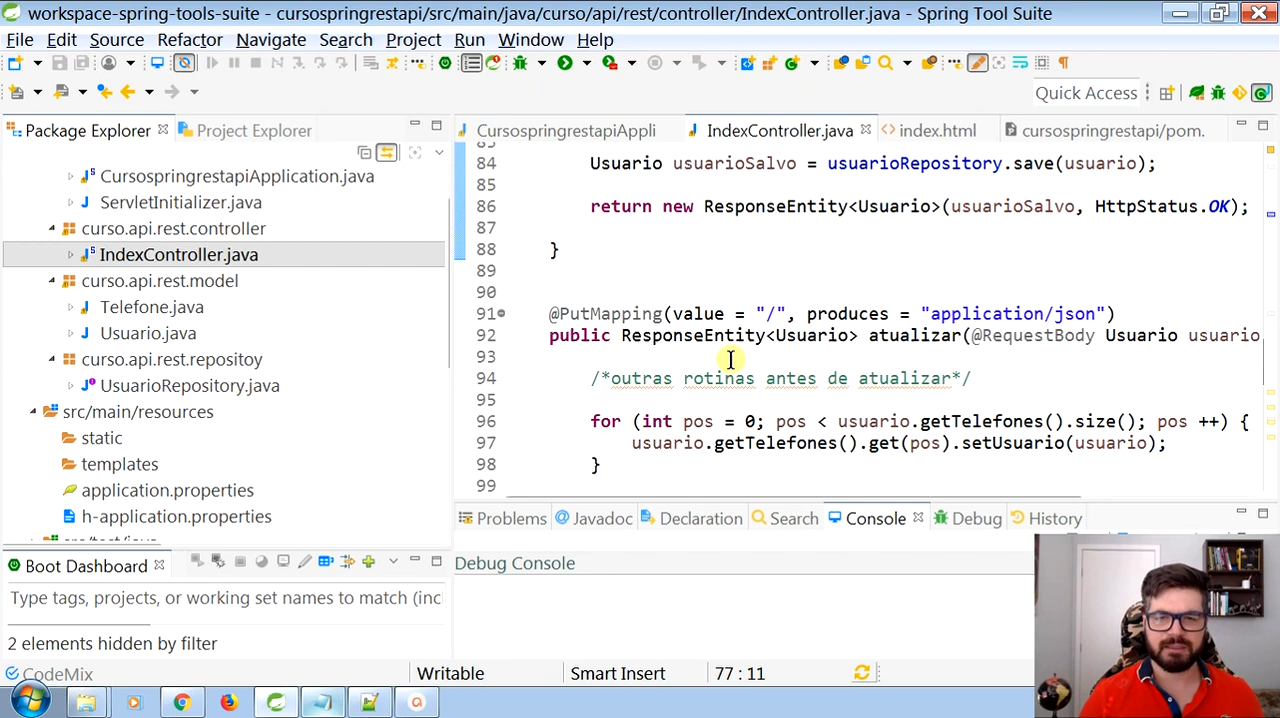 workspace-spring-tools-suite - cursospringrestapi/src/main/java/curso/api/rest/controller/IndexController.java - Spring Tool Suite
File Edit Source Refactor Navigate Search Project Run Window Help
Quick Access
Package Explorer Project Explorer
CursospringrestapiApplication.java
ServletInitializer.java
curso.api.rest.controller
IndexController.java
curso.api.rest.model
Telefone.java
Usuario.java
curso.api.rest.repositoy
UsuarioRepository.java
src/main/resources
static
templates
application.properties
h-application.properties
Boot Dashboard
Type tags, projects, or working set names to match (incl
2 elements hidden by filter
CursospringrestapiAppli IndexController.java index.html cursospringrestapi/pom.
84 Usuario usuarioSalvo = usuarioRepository.save(usuario);
85
86 return new ResponseEntity<Usuario>(usuarioSalvo, HttpStatus.OK);
87
88 }
89
90
91 @PutMapping(value = "/", produces = "application/json")
92 public ResponseEntity<Usuario> atualizar(@RequestBody Usuario usuario
93
94 /*outras rotinas antes de atualizar*/
95
96 for (int pos = 0; pos < usuario.getTelefones().size(); pos ++) {
97 usuario.getTelefones().get(pos).setUsuario(usuario);
98 }
99
Problems Javadoc Declaration Search Console Debug History
Debug Console
CodeMix Writable Smart Insert 77 : 11